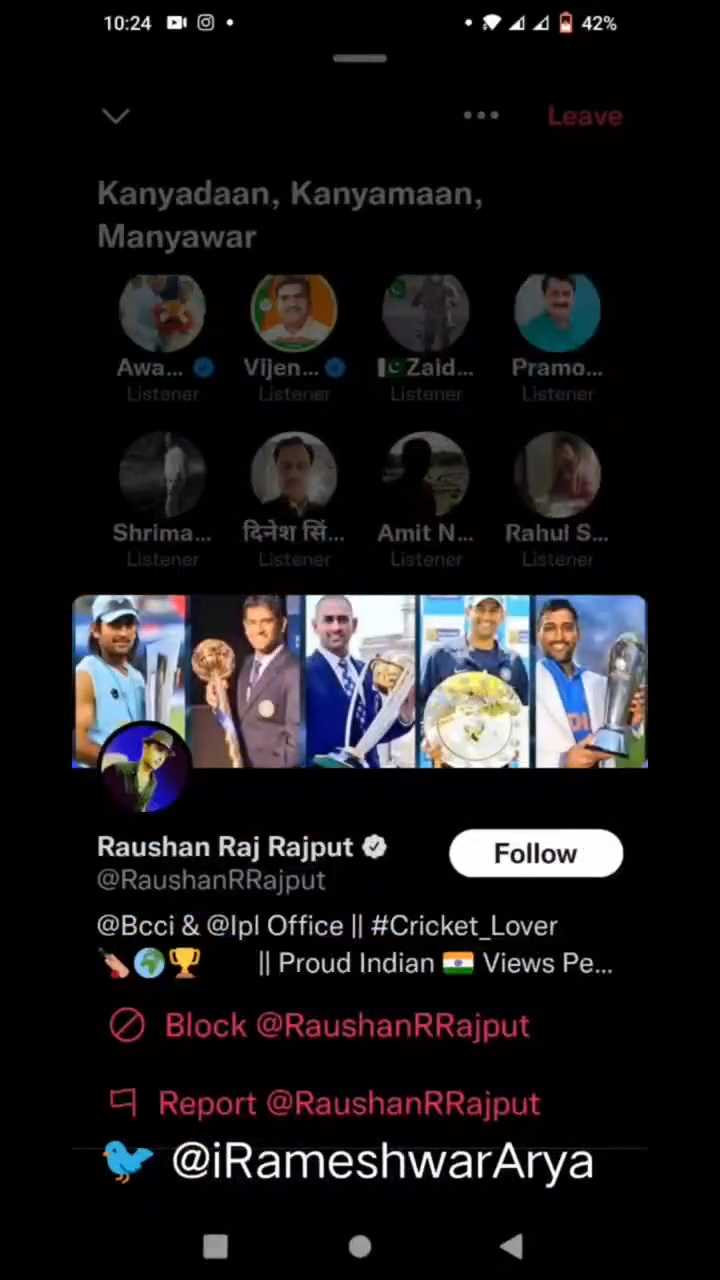 10:24
42%
Leave
Kanyadaan, Kanyamaan,
Manyawar
Awa... Vijen... Zaid... Pramo...
Listener Listener Listener Listener
Shrima... दिनेश सिं... Amit N... Rahul S...
Listener Listener Listener Listener
Raushan Raj Rajput
Follow
@RaushanRRajput
@Bcci & @Ipl Office || #Cricket_Lover
|| Proud Indian 🇮🇳 Views Pe...
Block @RaushanRRajput
Report @RaushanRRajput
@iRameshwarArya